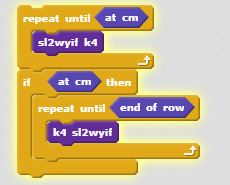 repeat until at cm
sl2wyif k4
if at cm then
repeat until end of row
k4 sl2wyif